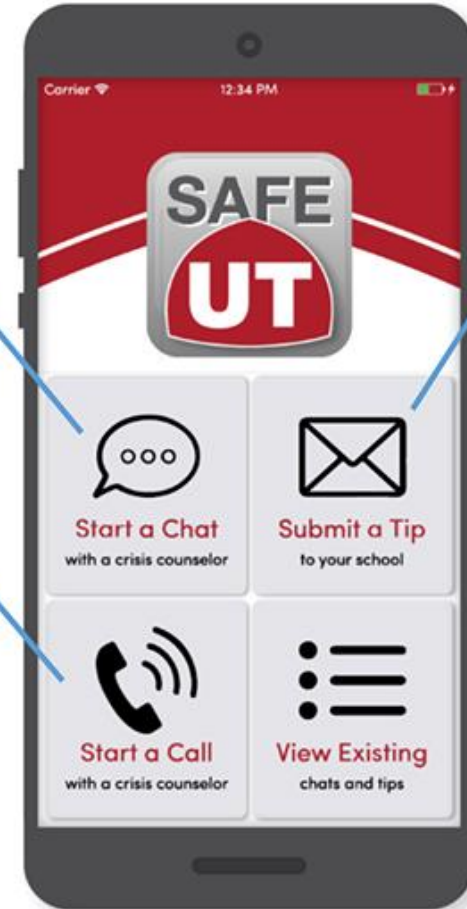 Carrier 12:34 PM
SAFE
UT
Start a Chat
with a crisis counselor
Submit a Tip
to your school
Start a Call
with a crisis counselor
View Existing
chats and tips